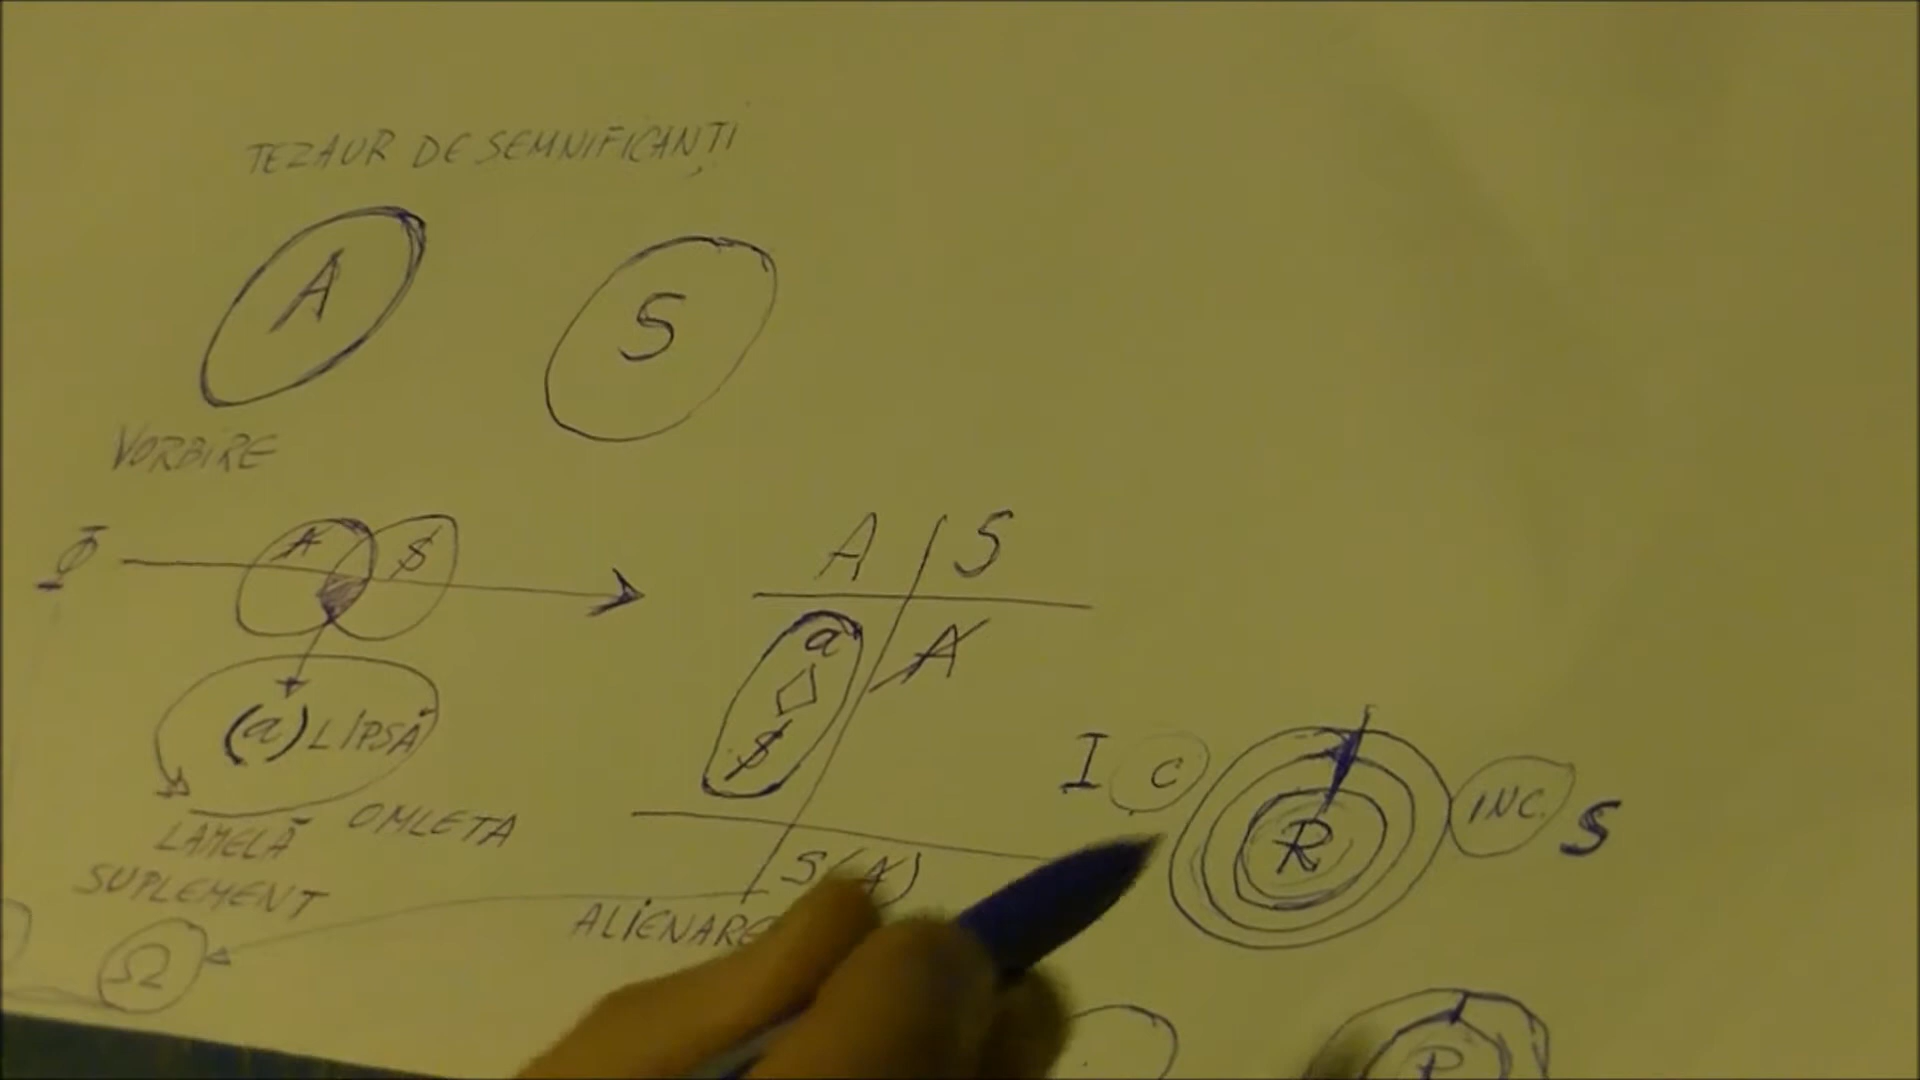 TEZAUR DE SEMNIFICANȚI
A S
VORBIRE
Φ A̸ $
A S
a
◇
$
A̸
(a) LIPSĂ
LAMELĂ OMLETA
SUPLEMENT
Ω
S(A̸)
ALIENARE
I C R INC. S
R